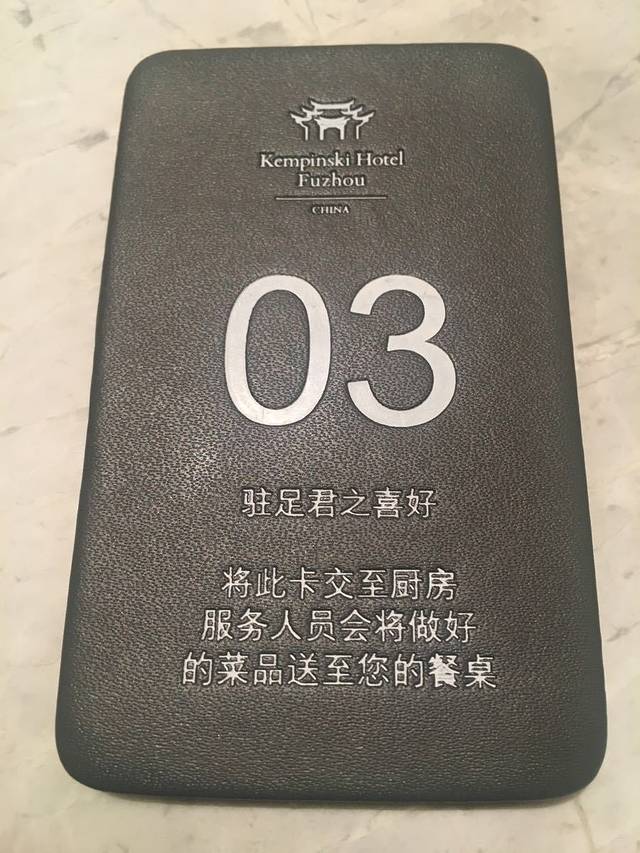 Kempinski Hotel
Fuzhou
CHINA
03
驻足君之喜好
将此卡交至厨房
服务人员会将做好
的菜品送至您的餐桌